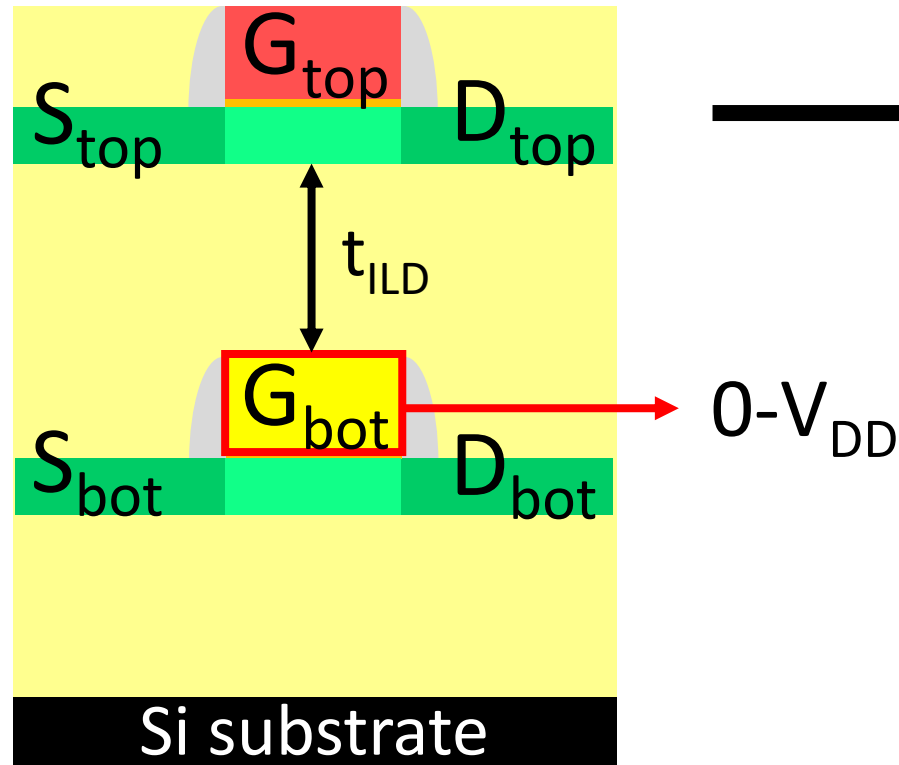 G_top
S_top
D_top
t_ILD
G_bot
0-V_DD
S_bot
D_bot
Si substrate